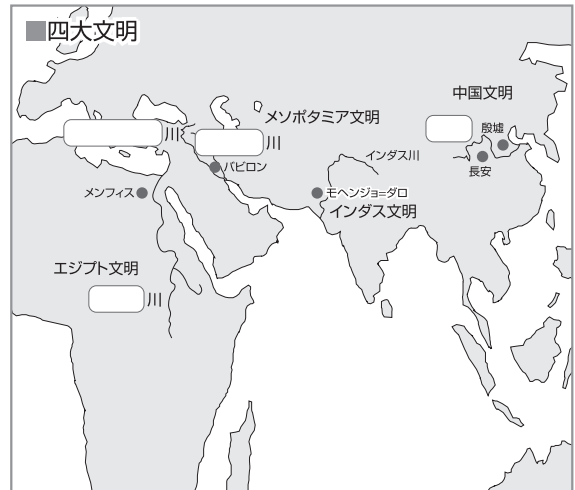 ■四大文明
中国文明
メソポタミア文明
殷墟
川
川
インダス川
バビロン
長安
メンフィス
モヘンジョ=ダロ
インダス文明
エジプト文明
川